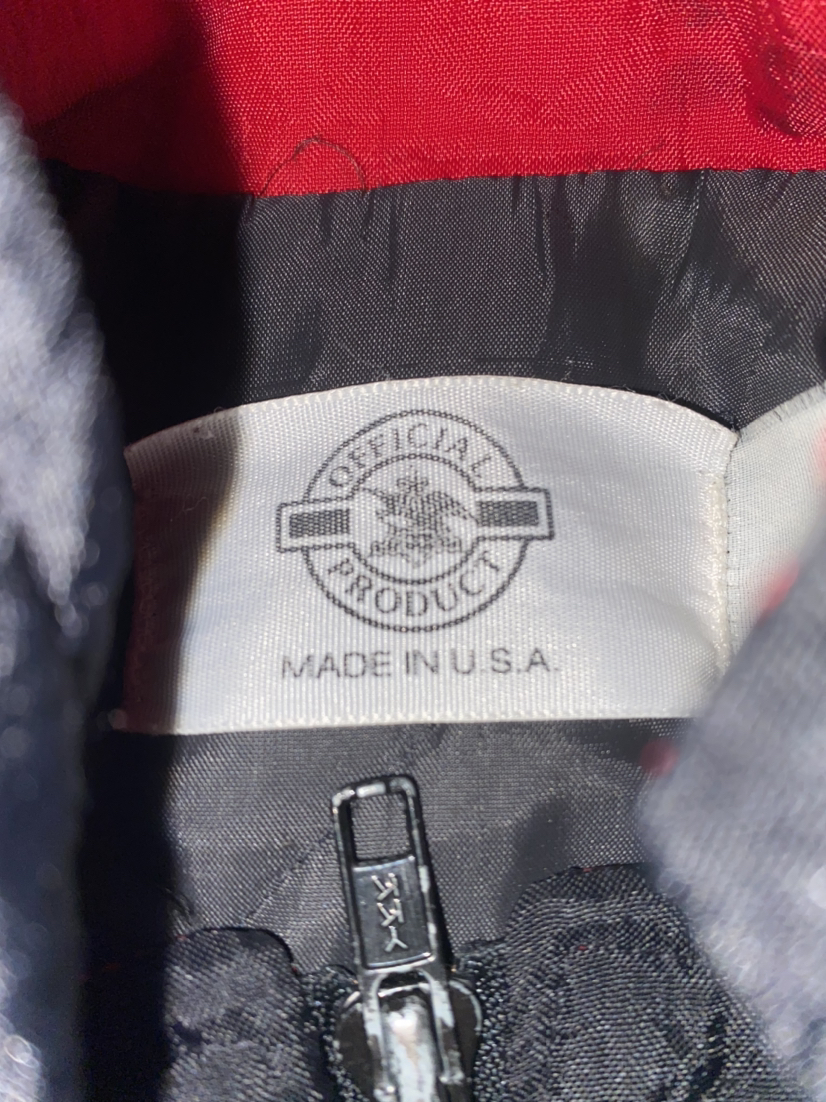 OFFICIAL
PRODUCT
MADE IN U.S.A.
YKK